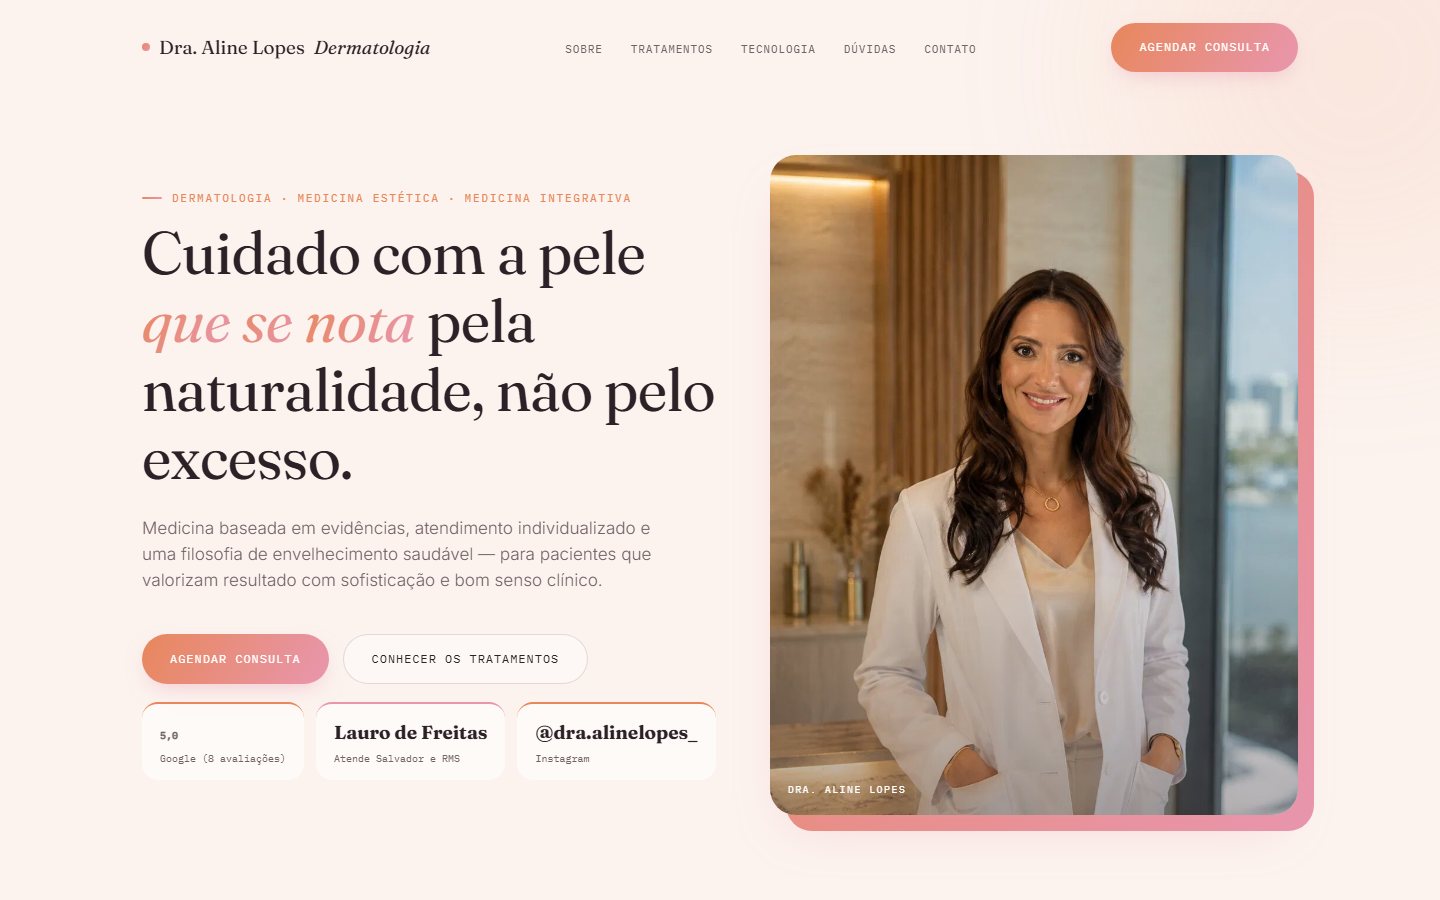 Dra. Aline Lopes Dermatologia
SOBRE TRATAMENTOS TECNOLOGIA DÚVIDAS CONTATO
AGENDAR CONSULTA
DERMATOLOGIA · MEDICINA ESTÉTICA · MEDICINA INTEGRATIVA
Cuidado com a pele
que se nota pela
naturalidade, não pelo
excesso.
Medicina baseada em evidências, atendimento individualizado e
uma filosofia de envelhecimento saudável — para pacientes que
valorizam resultado com sofisticação e bom senso clínico.
AGENDAR CONSULTA
CONHECER OS TRATAMENTOS
5,0
Google (8 avaliações)
Lauro de Freitas
Atende Salvador e RMS
@dra.alinelopes_
Instagram
DRA. ALINE LOPES